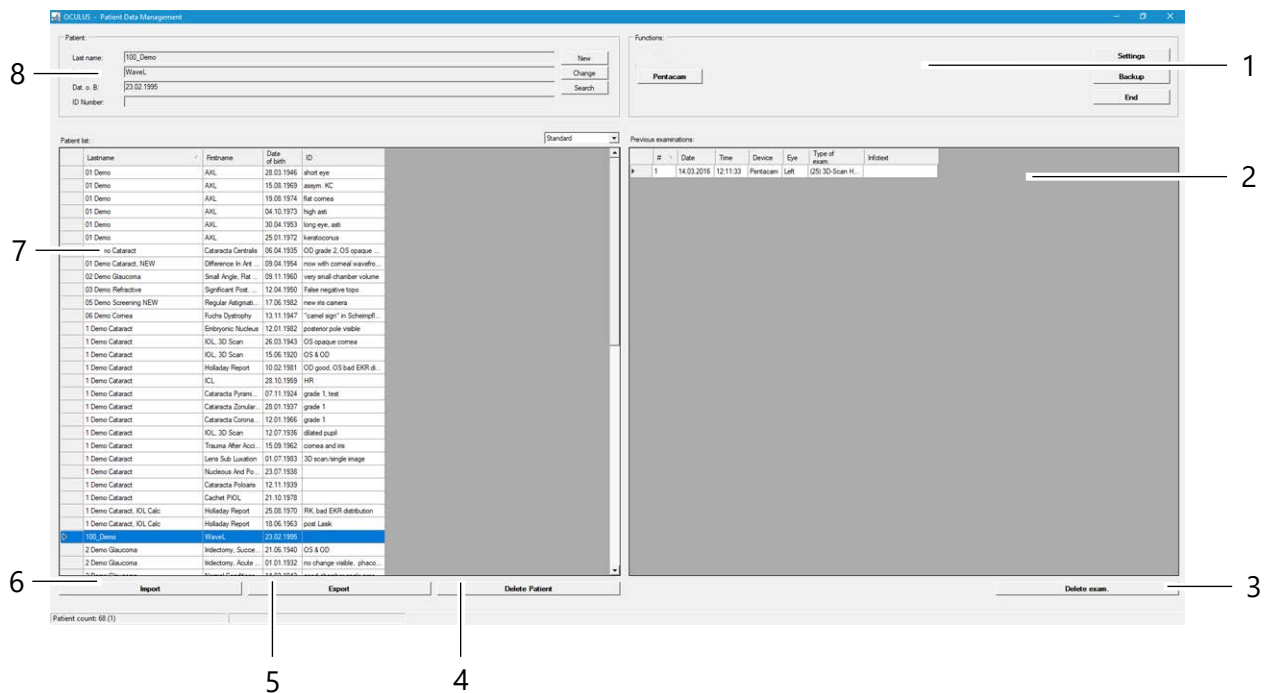 OCULUS - Patient Data Management
Patient:
Last name: 100_Demo New
WaveL Change
Dat. o. B: 23.02.1995 Search
ID Number:
Functions:
Pentacam
Settings
Backup
End
1
8
Patient list: Standard
Lastname Firstname Date of birth ID
01 Demo AXL 28.03.1946 short eye
01 Demo AXL 15.08.1969 assym. KC
01 Demo AXL 19.08.1974 flat cornea
01 Demo AXL 04.10.1973 high asti
01 Demo AXL 30.04.1953 long eye, asti
01 Demo AXL 25.01.1972 keratoconus
no Cataract Cataracta Centralis 06.04.1935 OD grade 2, OS opaque ...
01 Demo Cataract, NEW Difference In Ant ... 09.04.1954 now with corneal wavefro...
02 Demo Glaucoma Small Angle, Flat ... 09.11.1960 very small chamber volume
03 Demo Refractive Significant Post. ... 12.04.1950 False negative topo
05 Demo Screening NEW Regular Astigmati... 17.06.1982 new iris camera
06 Demo Cornea Fuchs Dystrophy 13.11.1947 "camel sign" in Scheimpfl...
1 Demo Cataract Embryonic Nucleus 12.01.1982 posterior pole visible
1 Demo Cataract IOL, 3D Scan 26.03.1943 OS opaque cornea
1 Demo Cataract IOL, 3D Scan 15.06.1920 OS & OD
1 Demo Cataract Holladay Report 10.02.1981 OD good, OS bad EKR di...
1 Demo Cataract ICL 28.10.1959 HR
1 Demo Cataract Cataracta Pyrami... 07.11.1924 grade 1, test
1 Demo Cataract Cataracta Zonular... 28.01.1937 grade 1
1 Demo Cataract Cataracta Corona... 12.01.1966 grade 1
1 Demo Cataract IOL, 3D Scan 12.07.1936 dilated pupil
1 Demo Cataract Trauma After Acci... 15.09.1962 cornea and iris
1 Demo Cataract Lens Sub Luxation 01.07.1983 3D scan/single image
1 Demo Cataract Nucleous And Po... 23.07.1938
1 Demo Cataract Cataracta Poloaris 12.11.1939
1 Demo Cataract Cachet PIOL 21.10.1978
1 Demo Cataract, IOL Calc Holladay Report 25.08.1970 RK, bad EKR distribution
1 Demo Cataract, IOL Calc Holladay Report 18.06.1963 post Lasik
100_Demo WaveL 23.02.1995
2 Demo Glaucoma Iridectomy, Succe... 21.06.1940 OS & OD
2 Demo Glaucoma Iridectomy, Acute ... 01.01.1932 no change visible, phaco...
7
Previous examinations:
# Date Time Device Eye Type of exam. Infotext
1 14.03.2016 12:11:33 Pentacam Left (25) 3D-Scan H...
2
6
Import Export Delete Patient Delete exam.
3
Patient count: 68 (1)
5
4